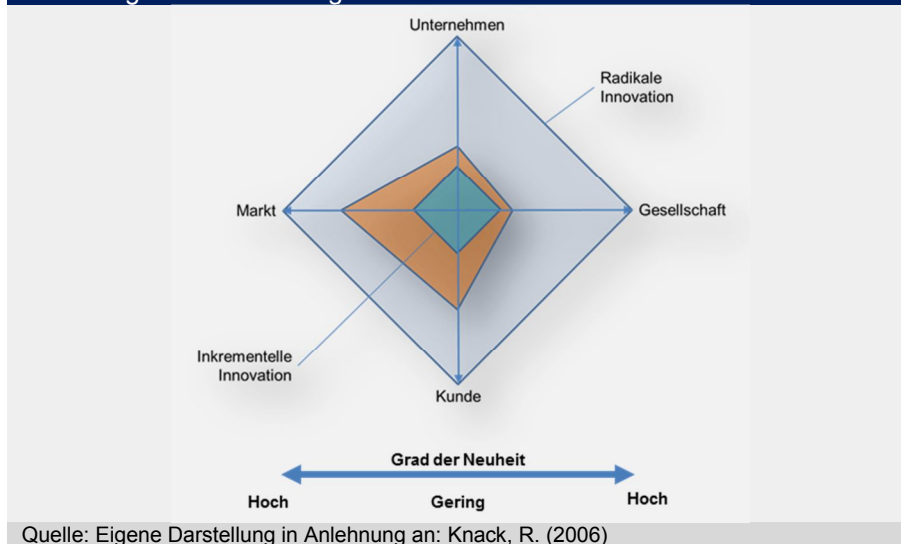 Unternehmen
Radikale
Innovation
Markt
Gesellschaft
Inkrementelle
Innovation
Kunde
Grad der Neuheit
Hoch
Gering
Hoch
Quelle: Eigene Darstellung in Anlehnung an: Knack, R. (2006)